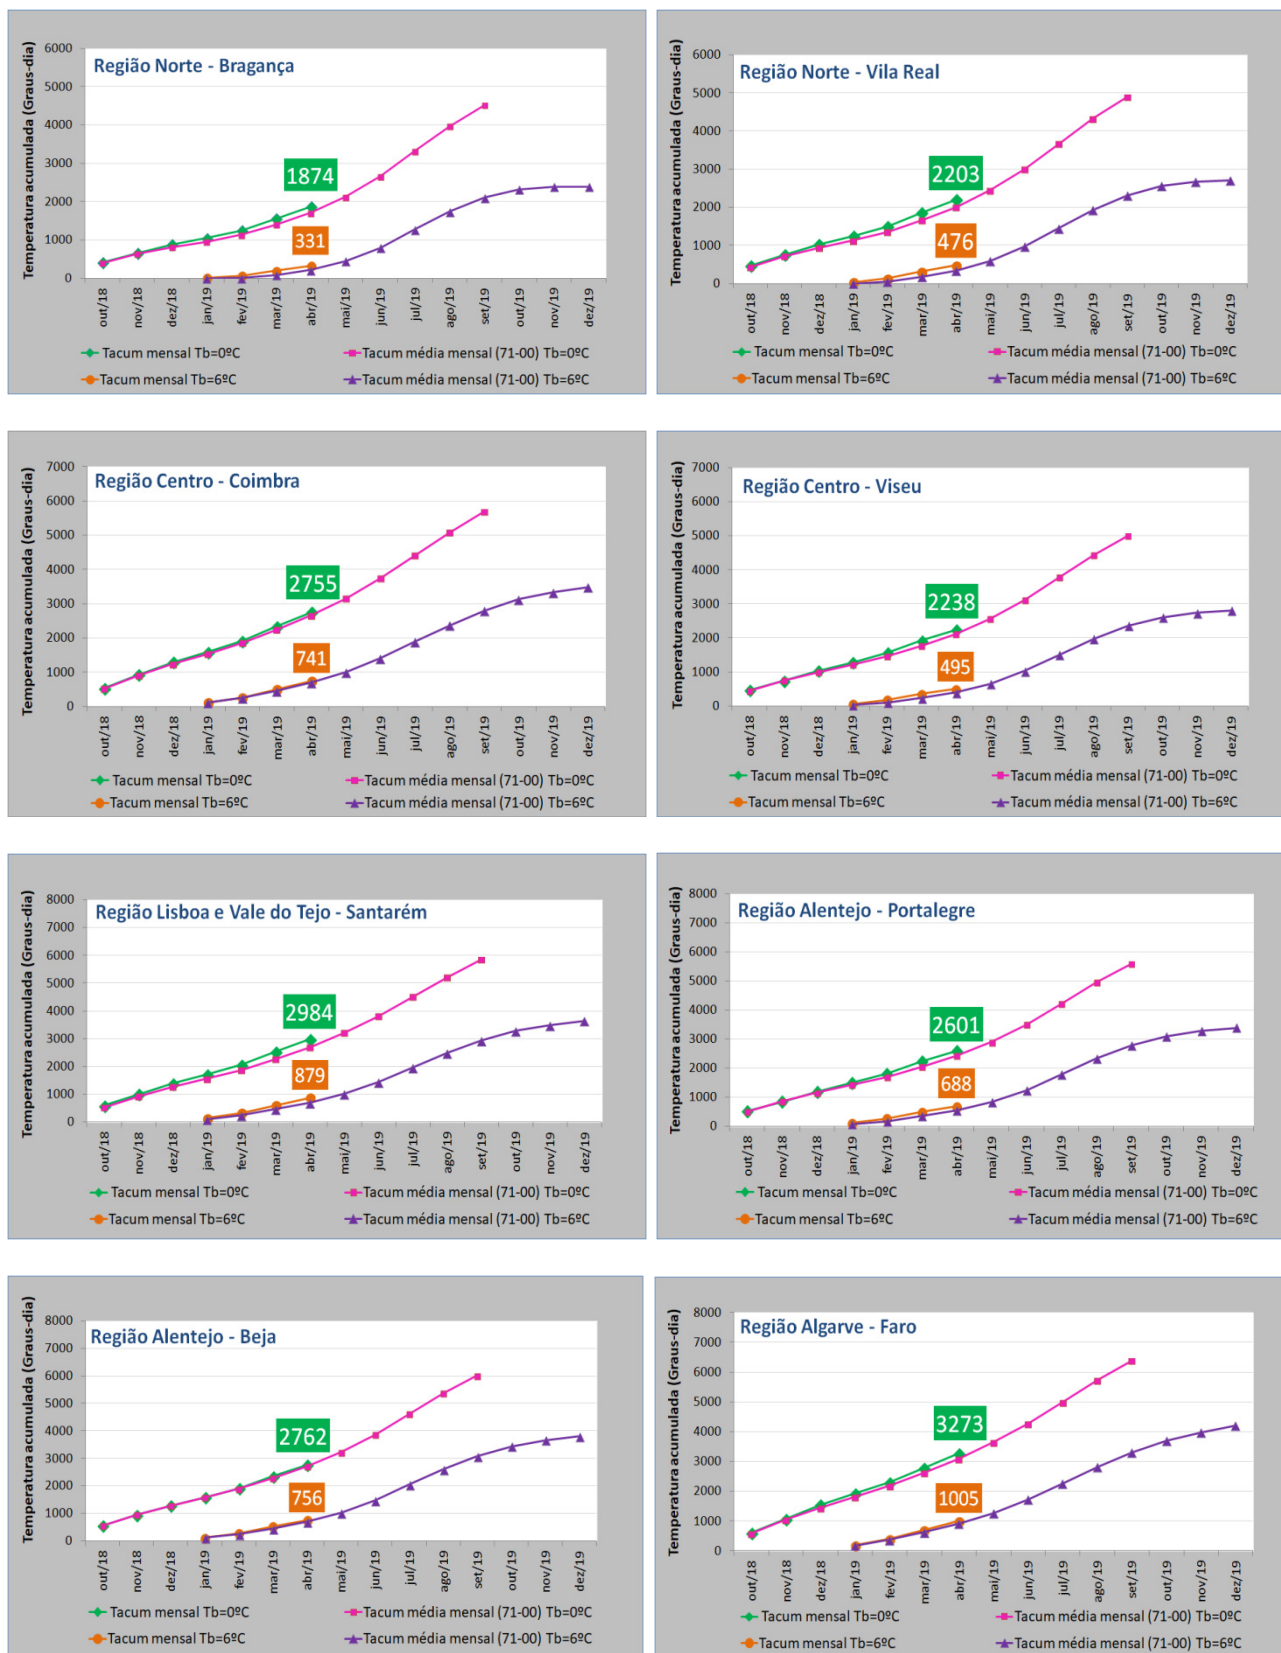 Região Norte - Bragança
Temperatura acumulada (Graus-dia)
6000
5000
4000
3000
2000
1000
0
1874
331
out/18 nov/18 dez/18 jan/19 fev/19 mar/19 abr/19 mai/19 jun/19 jul/19 ago/19 set/19 out/19 nov/19 dez/19
Tacum mensal Tb=0ºC Tacum média mensal (71-00) Tb=0ºC
Tacum mensal Tb=6ºC Tacum média mensal (71-00) Tb=6ºC
Região Norte - Vila Real
Temperatura acumulada (Graus-dia)
6000
5000
4000
3000
2000
1000
0
2203
476
out/18 nov/18 dez/18 jan/19 fev/19 mar/19 abr/19 mai/19 jun/19 jul/19 ago/19 set/19 out/19 nov/19 dez/19
Tacum mensal Tb=0ºC Tacum média mensal (71-00) Tb=0ºC
Tacum mensal Tb=6ºC Tacum média mensal (71-00) Tb=6ºC
Região Centro - Coimbra
Temperatura acumulada (Graus-dia)
7000
6000
5000
4000
3000
2000
1000
0
2755
741
out/18 nov/18 dez/18 jan/19 fev/19 mar/19 abr/19 mai/19 jun/19 jul/19 ago/19 set/19 out/19 nov/19 dez/19
Tacum mensal Tb=0ºC Tacum média mensal (71-00) Tb=0ºC
Tacum mensal Tb=6ºC Tacum média mensal (71-00) Tb=6ºC
Região Centro - Viseu
Temperatura acumulada (Graus-dia)
7000
6000
5000
4000
3000
2000
1000
0
2238
495
out/18 nov/18 dez/18 jan/19 fev/19 mar/19 abr/19 mai/19 jun/19 jul/19 ago/19 set/19 out/19 nov/19 dez/19
Tacum mensal Tb=0ºC Tacum média mensal (71-00) Tb=0ºC
Tacum mensal Tb=6ºC Tacum média mensal (71-00) Tb=6ºC
Região Lisboa e Vale do Tejo - Santarém
Temperatura acumulada (Graus-dia)
8000
7000
6000
5000
4000
3000
2000
1000
0
2984
879
out/18 nov/18 dez/18 jan/19 fev/19 mar/19 abr/19 mai/19 jun/19 jul/19 ago/19 set/19 out/19 nov/19 dez/19
Tacum mensal Tb=0ºC Tacum média mensal (71-00) Tb=0ºC
Tacum mensal Tb=6ºC Tacum média mensal (71-00) Tb=6ºC
Região Alentejo - Portalegre
Temperatura acumulada (Graus-dia)
8000
7000
6000
5000
4000
3000
2000
1000
0
2601
688
out/18 nov/18 dez/18 jan/19 fev/19 mar/19 abr/19 mai/19 jun/19 jul/19 ago/19 set/19 out/19 nov/19 dez/19
Tacum mensal Tb=0ºC Tacum média mensal (71-00) Tb=0ºC
Tacum mensal Tb=6ºC Tacum média mensal (71-00) Tb=6ºC
Região Alentejo - Beja
Temperatura acumulada (Graus-dia)
8000
7000
6000
5000
4000
3000
2000
1000
0
2762
756
out/18 nov/18 dez/18 jan/19 fev/19 mar/19 abr/19 mai/19 jun/19 jul/19 ago/19 set/19 out/19 nov/19 dez/19
Tacum mensal Tb=0ºC Tacum média mensal (71-00) Tb=0ºC
Tacum mensal Tb=6ºC Tacum média mensal (71-00) Tb=6ºC
Região Algarve - Faro
Temperatura acumulada (Graus-dia)
8000
7000
6000
5000
4000
3000
2000
1000
0
3273
1005
out/18 nov/18 dez/18 jan/19 fev/19 mar/19 abr/19 mai/19 jun/19 jul/19 ago/19 set/19 out/19 nov/19 dez/19
Tacum mensal Tb=0ºC Tacum média mensal (71-00) Tb=0ºC
Tacum mensal Tb=6ºC Tacum média mensal (71-00) Tb=6ºC